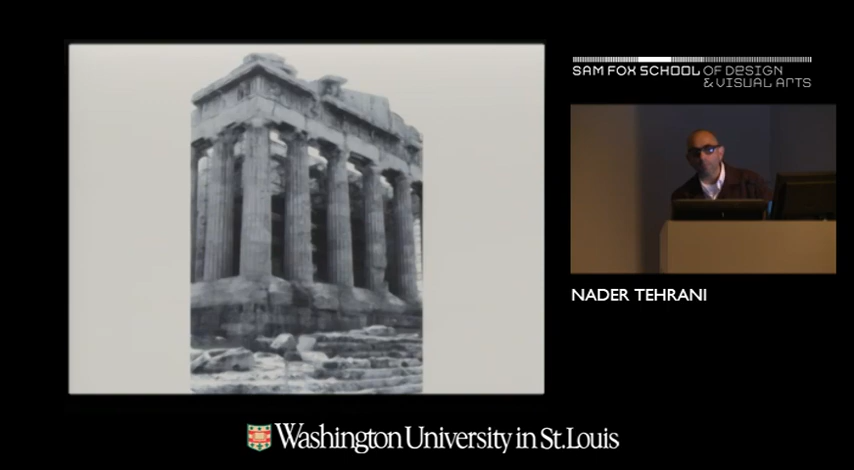 SAM FOX SCHOOL OF DESIGN
& VISUAL ARTS
NADER TEHRANI
Washington University in St. Louis